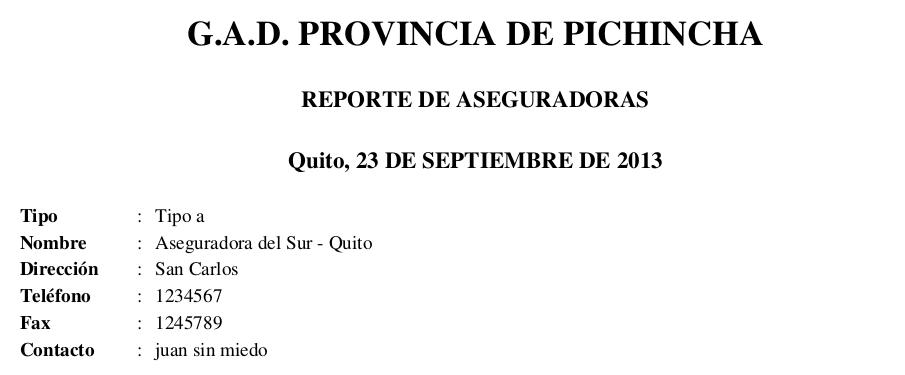 G.A.D. PROVINCIA DE PICHINCHA
REPORTE DE ASEGURADORAS
Quito, 23 DE SEPTIEMBRE DE 2013
Tipo : Tipo a
Nombre : Aseguradora del Sur - Quito
Dirección : San Carlos
Teléfono : 1234567
Fax : 1245789
Contacto : juan sin miedo